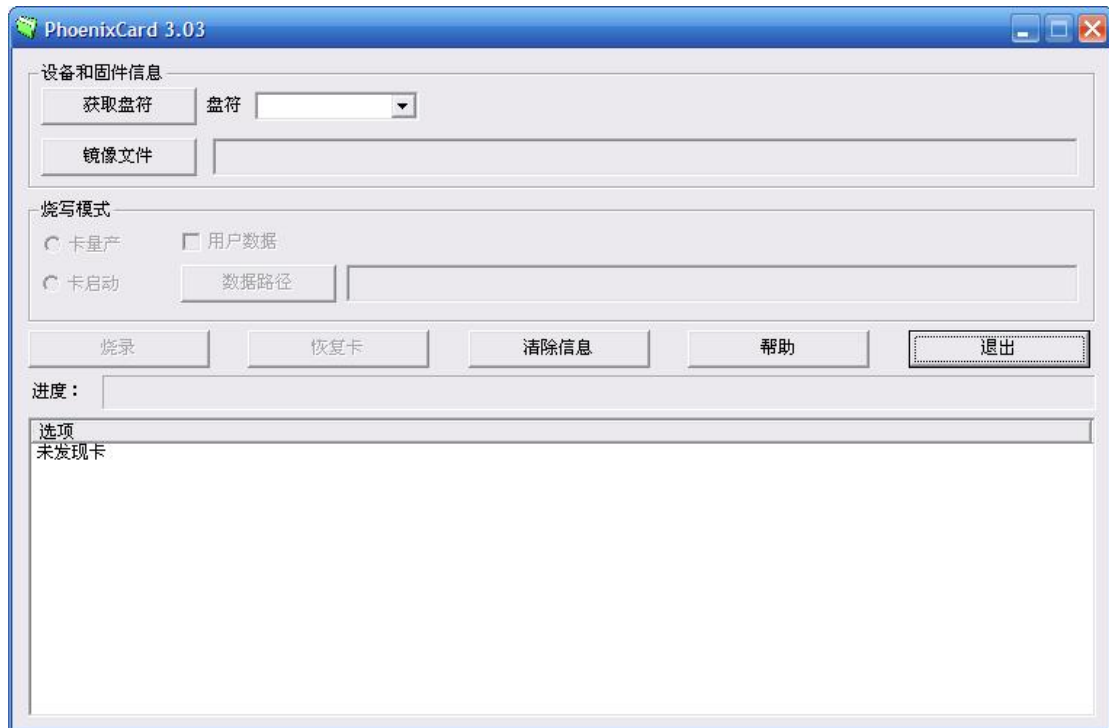 PhoenixCard 3.03
设备和固件信息
获取盘符 盘符
镜像文件
烧写模式
卡量产 用户数据
卡启动 数据路径
烧录 恢复卡 清除信息 帮助 退出
进度：
选项
未发现卡